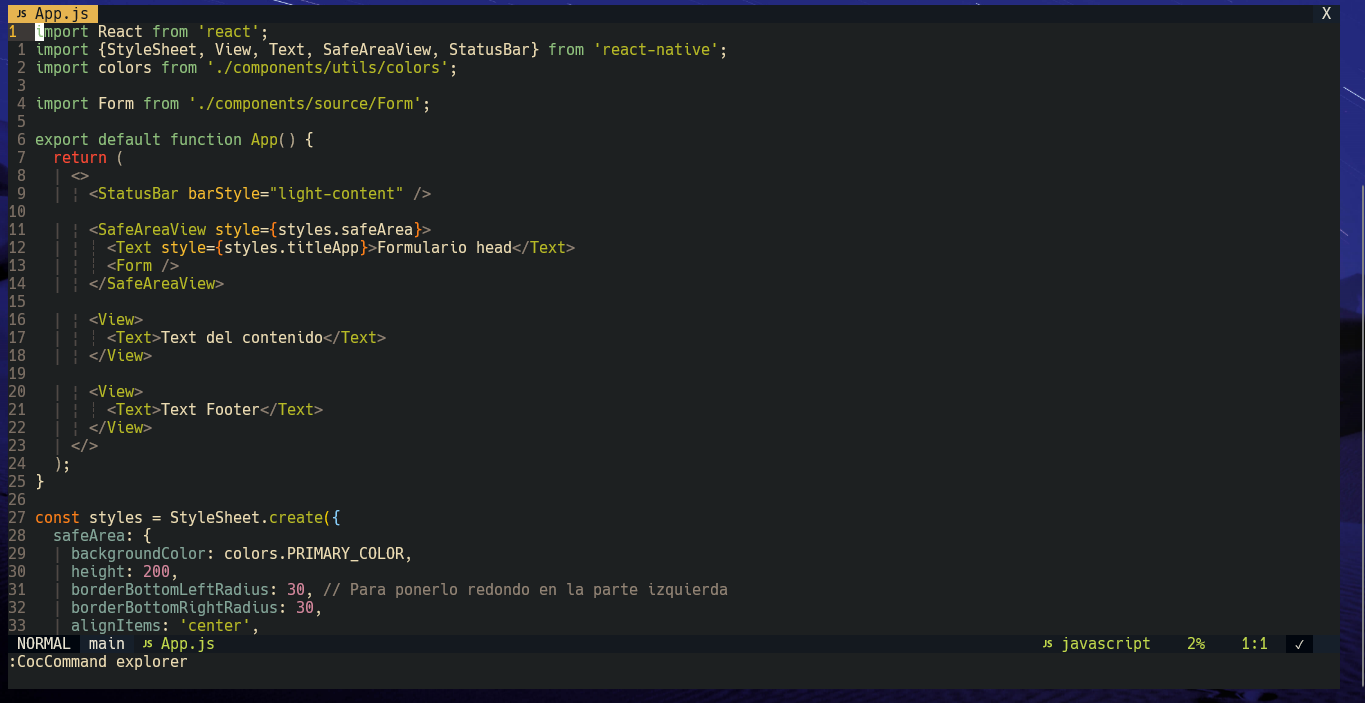 JS App.js X
1 import React from 'react';
1 import {StyleSheet, View, Text, SafeAreaView, StatusBar} from 'react-native';
2 import colors from './components/utils/colors';
3
4 import Form from './components/source/Form';
5
6 export default function App() {
7   return (
8     <>
9       <StatusBar barStyle="light-content" />
10
11       <SafeAreaView style={styles.safeArea}>
12         <Text style={styles.titleApp}>Formulario head</Text>
13         <Form />
14       </SafeAreaView>
15
16       <View>
17         <Text>Text del contenido</Text>
18       </View>
19
20       <View>
21         <Text>Text Footer</Text>
22       </View>
23     </>
24   );
25 }
26
27 const styles = StyleSheet.create({
28   safeArea: {
29     backgroundColor: colors.PRIMARY_COLOR,
30     height: 200,
31     borderBottomLeftRadius: 30, // Para ponerlo redondo en la parte izquierda
32     borderBottomRightRadius: 30,
33     alignItems: 'center',
NORMAL main JS App.js JS javascript 2% 1:1 ✓
:CocCommand explorer